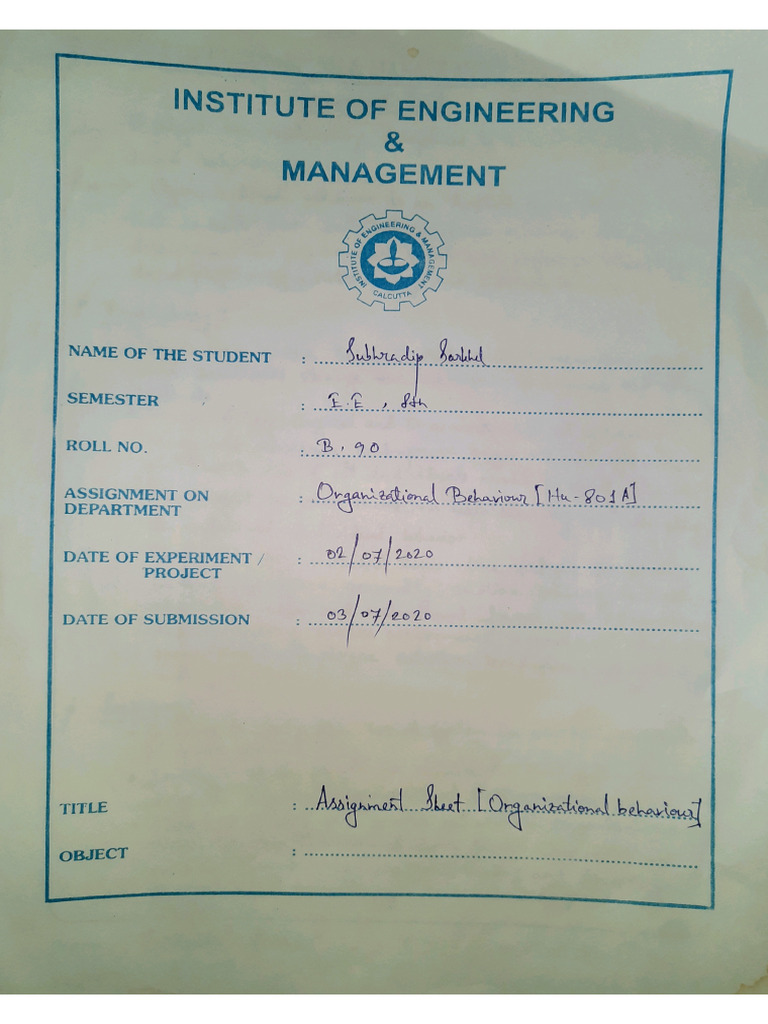 INSTITUTE OF ENGINEERING
&
MANAGEMENT
INSTITUTE OF ENGINEERING & MANAGEMENT
CALCUTTA
NAME OF THE STUDENT : Subhradip Sarkhel
SEMESTER : E.E , 8th
ROLL NO. : B. 90
ASSIGNMENT ON : Organizational Behaviour [Hu-801A]
DEPARTMENT
DATE OF EXPERIMENT / : 02/07/2020
PROJECT
DATE OF SUBMISSION : 03/07/2020
TITLE : Assignment Sheet [Organizational behaviour]
OBJECT :